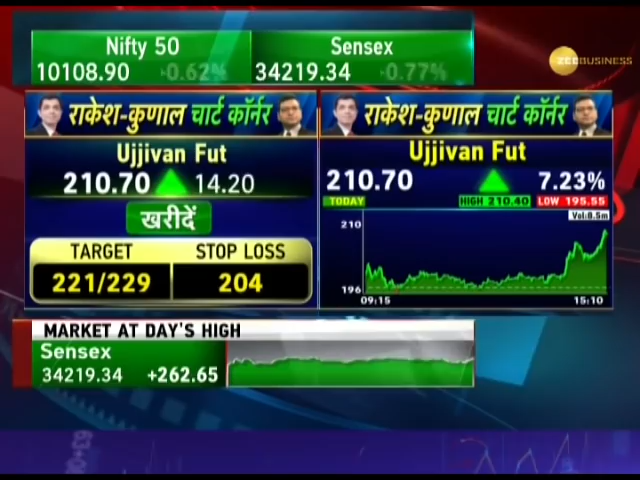 Nifty 50
10108.90 0.62%
Sensex
34219.34 0.77%
ZEE BUSINESS
राकेश-कुणाल चार्ट कॉर्नर
Ujjivan Fut
210.70 14.20
खरीदें
TARGET STOP LOSS
221/229 204
राकेश-कुणाल चार्ट कॉर्नर
Ujjivan Fut
210.70 7.23%
TODAY HIGH 210.40 LOW 195.55
Vol:8.5m
210
196
09:15 15:10
MARKET AT DAY'S HIGH
Sensex
34219.34 +262.65